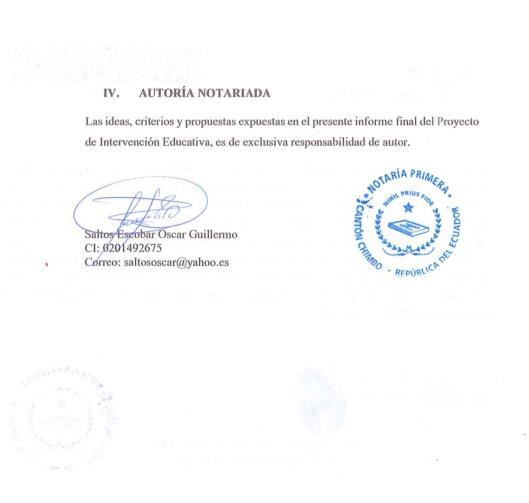 IV. AUTORÍA NOTARIADA
Las ideas, criterios y propuestas expuestas en el presente informe final del Proyecto
de Intervención Educativa, es de exclusiva responsabilidad de autor.
Saltos Escobar Oscar Guillermo
CI: 0201492675
Correo: saltososcar@yahoo.es
NOTARÍA PRIMERA
NIHIL PRIUS FIDE
CANTÓN CHIMBO
REPÚBLICA DEL ECUADOR